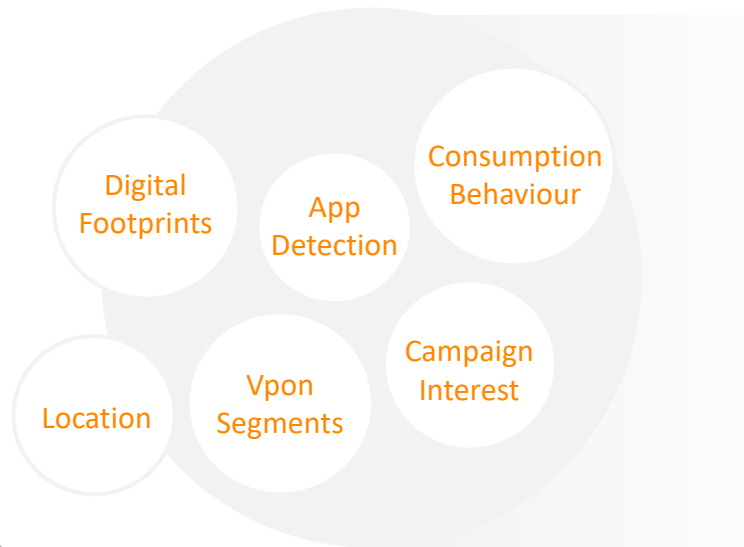 Digital
Footprints
App
Detection
Consumption
Behaviour
Location
Vpon
Segments
Campaign
Interest